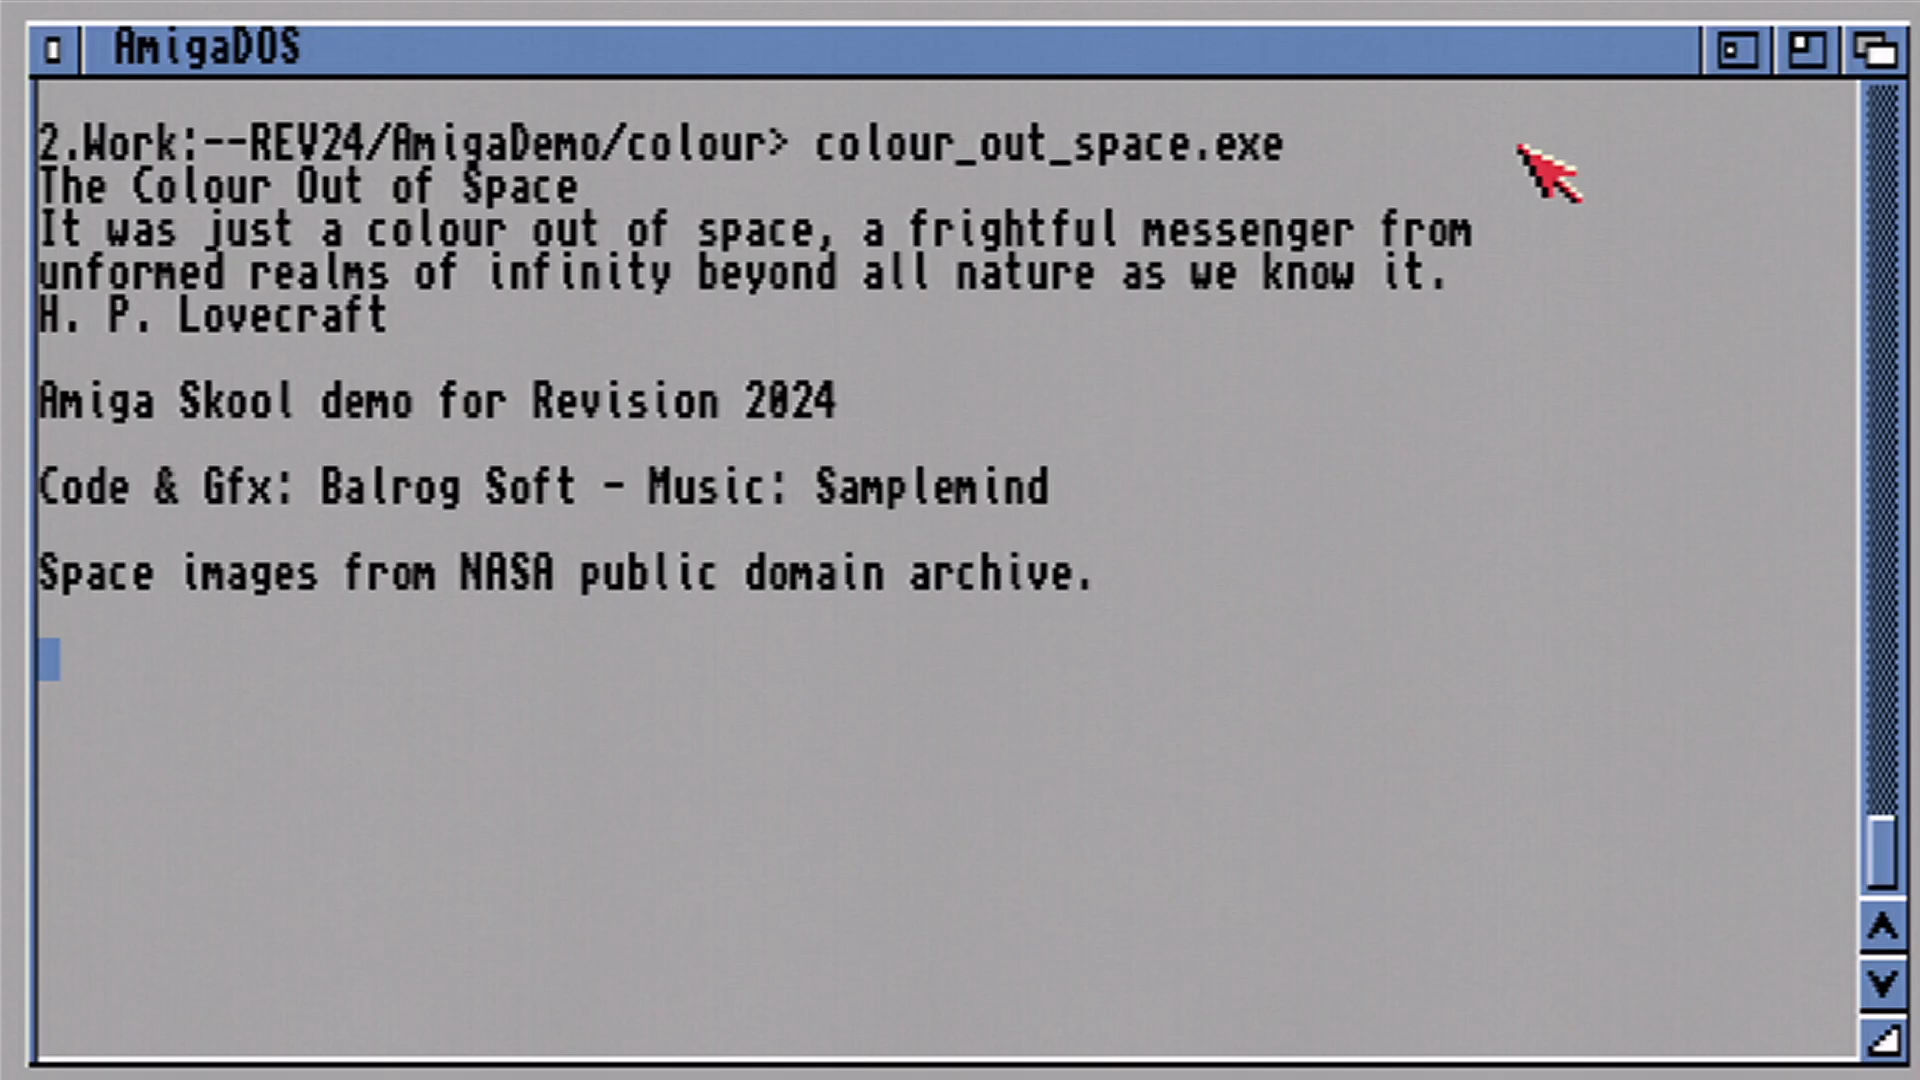 AmigaDOS
2.Work:--REV24/AmigaDemo/colour> colour_out_space.exe
The Colour Out of Space
It was just a colour out of space, a frightful messenger from
unformed realms of infinity beyond all nature as we know it.
H. P. Lovecraft
Amiga Skool demo for Revision 2024
Code & Gfx: Balrog Soft - Music: Samplemind
Space images from NASA public domain archive.